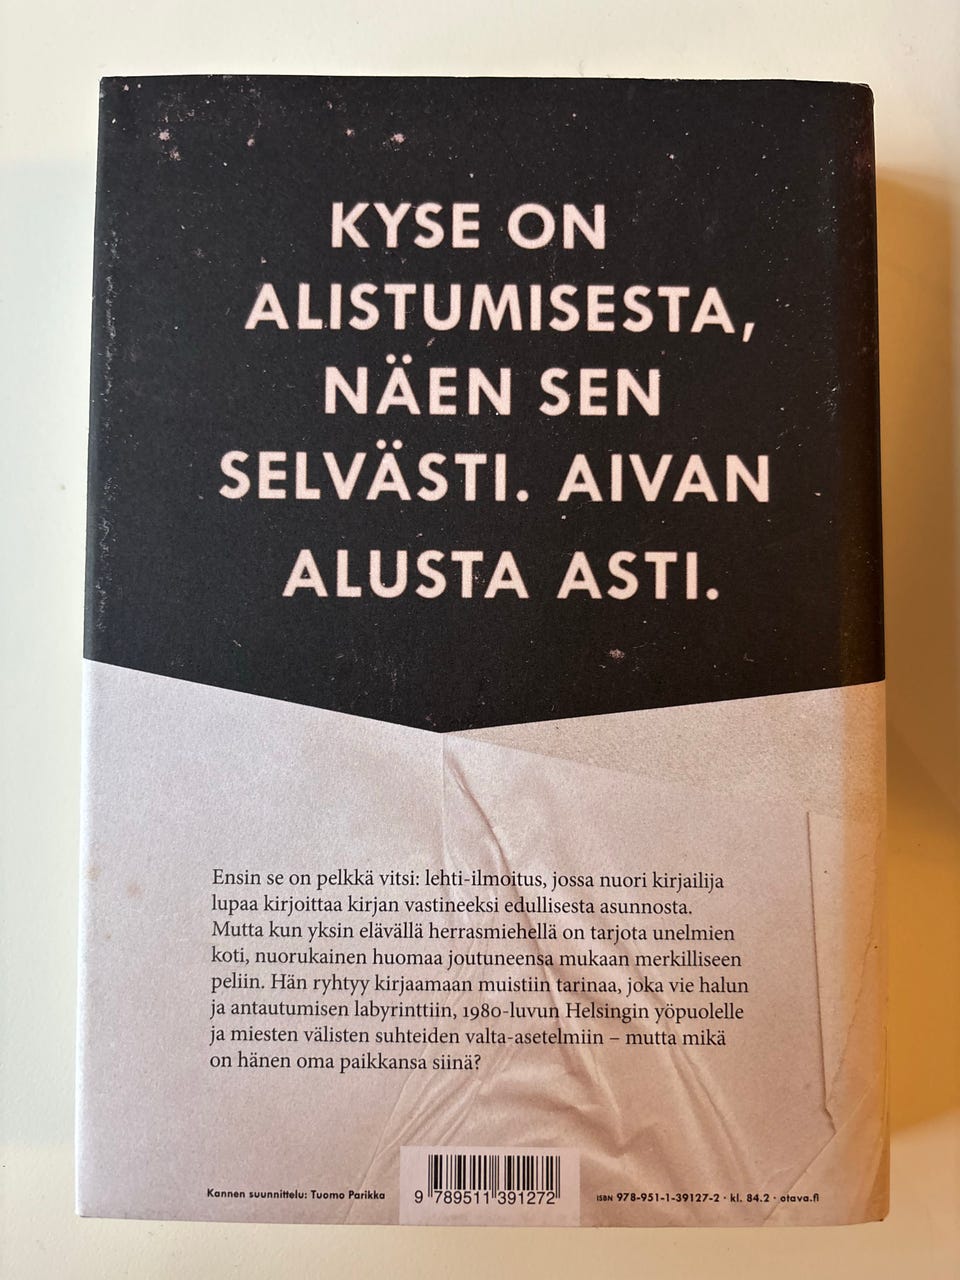 KYSE ON
ALISTUMISESTA,
NÄEN SEN
SELVÄSTI. AIVAN
ALUSTA ASTI.
Ensin se on pelkkä vitsi: lehti-ilmoitus, jossa nuori kirjailija
lupaa kirjoittaa kirjan vastineeksi edullisesta asunnosta.
Mutta kun yksin elävällä herrasmiehellä on tarjota unelmien
koti, nuorukainen huomaa joutuneensa mukaan merkilliseen
peliin. Hän ryhtyy kirjaamaan muistiin tarinaa, joka vie halun
ja antautumisen labyrinttiin, 1980-luvun Helsingin yöpuolelle
ja miesten välisten suhteiden valta-asetelmiin – mutta mikä
on hänen oma paikkansa siinä?
Kannen suunnittelu: Tuomo Parikka
9 789511 391272
ISBN 978-951-1-39127-2 · kl. 84.2 · otava.fi